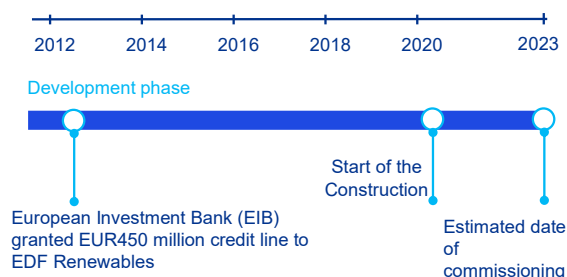 2012 2014 2016 2018 2020 2023
Development phase
Start of the
Construction
European Investment Bank (EIB)
granted EUR450 million credit line to
EDF Renewables
Estimated date
of
commissioning